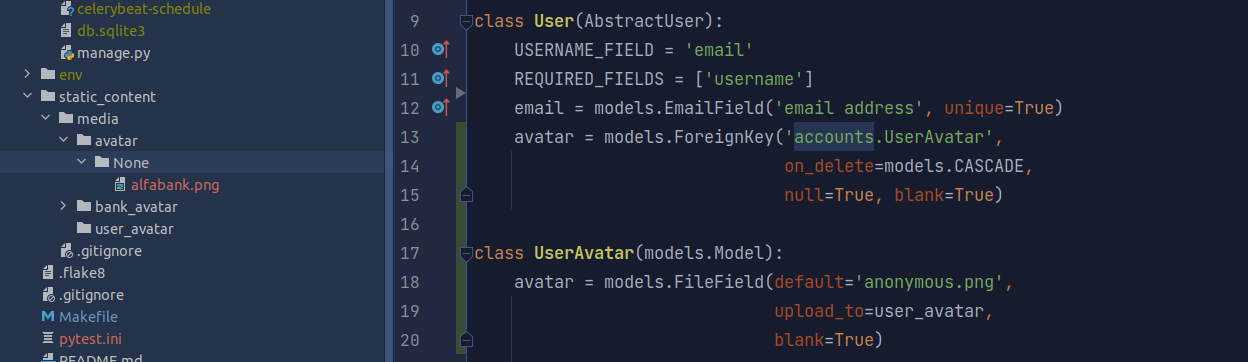 celerybeat-schedule
db.sqlite3
manage.py
env
static_content
media
avatar
None
alfabank.png
bank_avatar
user_avatar
.gitignore
.flake8
.gitignore
Makefile
pytest.ini
README.md
9 class User(AbstractUser):
10 USERNAME_FIELD = 'email'
11 REQUIRED_FIELDS = ['username']
12 email = models.EmailField('email address', unique=True)
13 avatar = models.ForeignKey('accounts.UserAvatar',
14 on_delete=models.CASCADE,
15 null=True, blank=True)
16
17 class UserAvatar(models.Model):
18 avatar = models.FileField(default='anonymous.png',
19 upload_to=user_avatar,
20 blank=True)